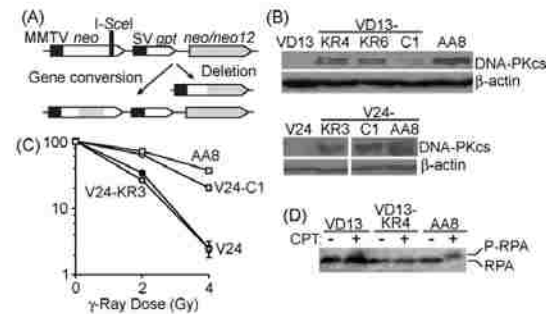 (A)
I-SceI
MMTV neo
SV gpt
neo/neo12
Gene conversion
Deletion
(B)
VD13-
VD13 KR4 KR6 C1 AA8
DNA-PKcs
β-actin
V24-
V24 KR3 C1 AA8
DNA-PKcs
β-actin
(C)
100
10
1
AA8
V24-C1
V24-KR3
V24
0 2 4
γ-Ray Dose (Gy)
(D)
VD13-
VD13 KR4 AA8
CPT: - + - + - +
P-RPA
RPA